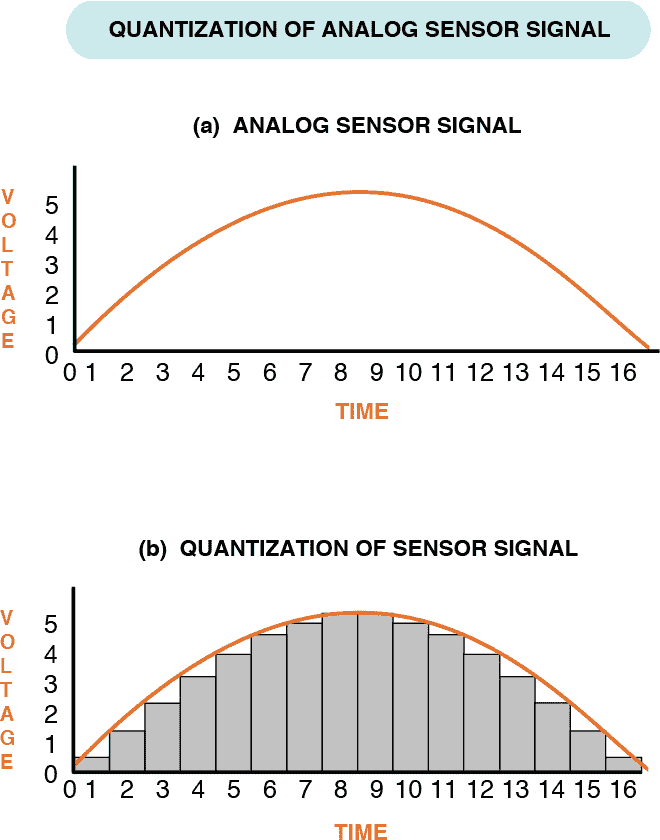 QUANTIZATION OF ANALOG SENSOR SIGNAL
(a) ANALOG SENSOR SIGNAL
VOLTAGE
5
4
3
2
1
0
0 1 2 3 4 5 6 7 8 9 10 11 12 13 14 15 16
TIME
(b) QUANTIZATION OF SENSOR SIGNAL
VOLTAGE
5
4
3
2
1
0
0 1 2 3 4 5 6 7 8 9 10 11 12 13 14 15 16
TIME